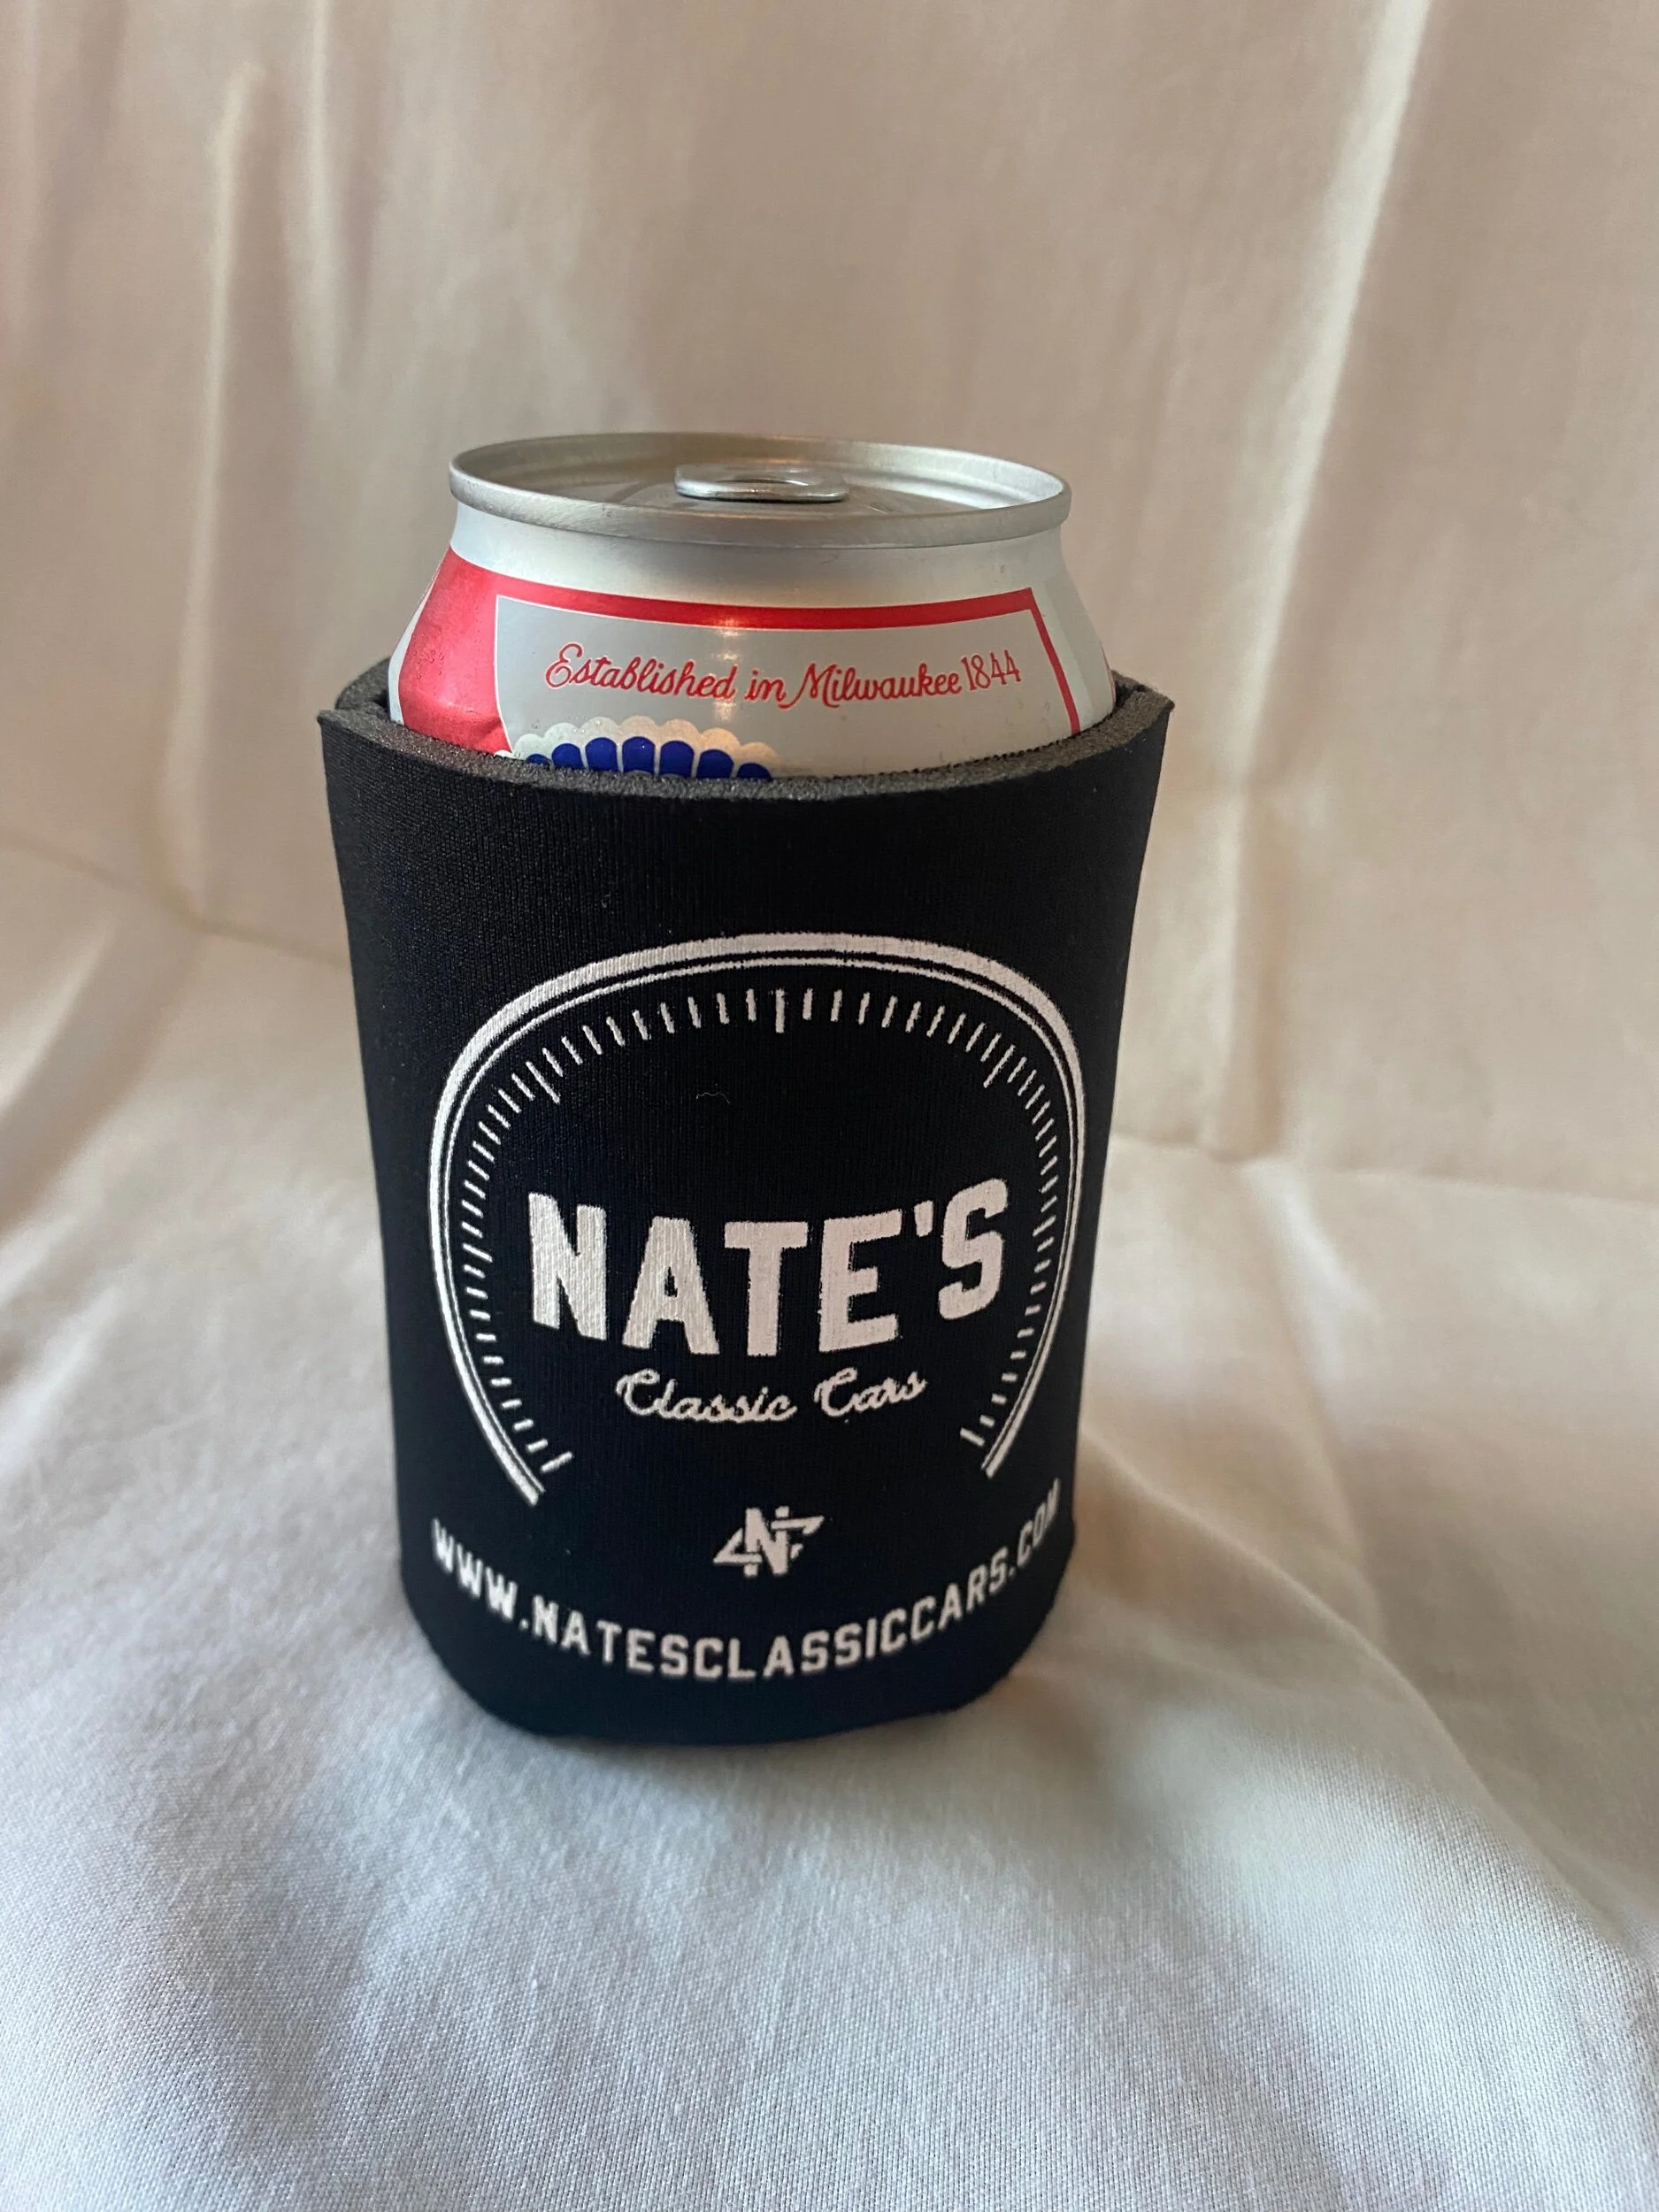 Established in Milwaukee 1844
NATE'S
Classic Cars
WWW.NATESCLASSICCARS.COM